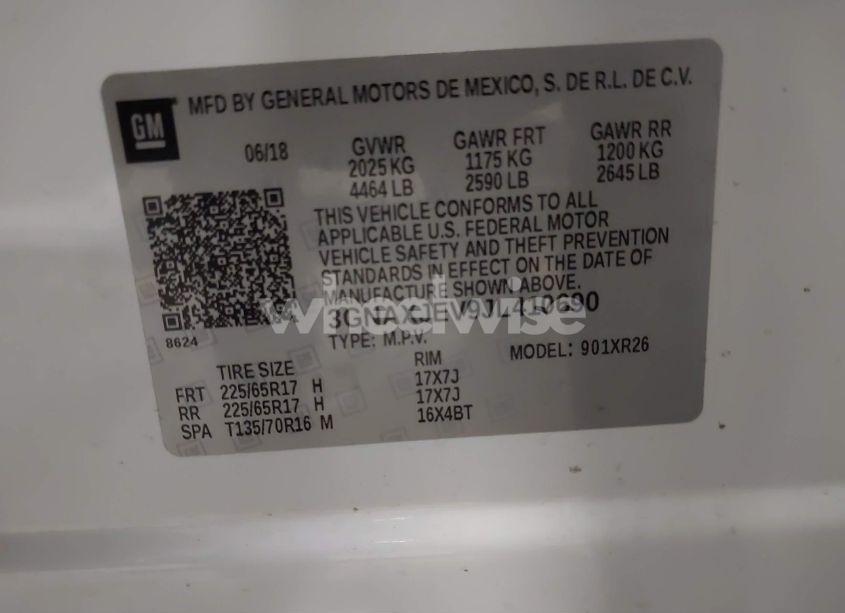 GM
MFD BY GENERAL MOTORS DE MEXICO, S. DE R.L. DE C.V.
06/18 GVWR GAWR FRT GAWR RR
2025 KG 1175 KG 1200 KG
4464 LB 2590 LB 2645 LB
THIS VEHICLE CONFORMS TO ALL
APPLICABLE U.S. FEDERAL MOTOR
VEHICLE SAFETY AND THEFT PREVENTION
STANDARDS IN EFFECT ON THE DATE OF
MANUFACTURE SHOWN ABOVE.
wheelwise
8624
TYPE: M.P.V. MODEL: 901XR26
TIRE SIZE RIM
FRT 225/65R17 H 17X7J
RR 225/65R17 H 17X7J
SPA T135/70R16 M 16X4BT